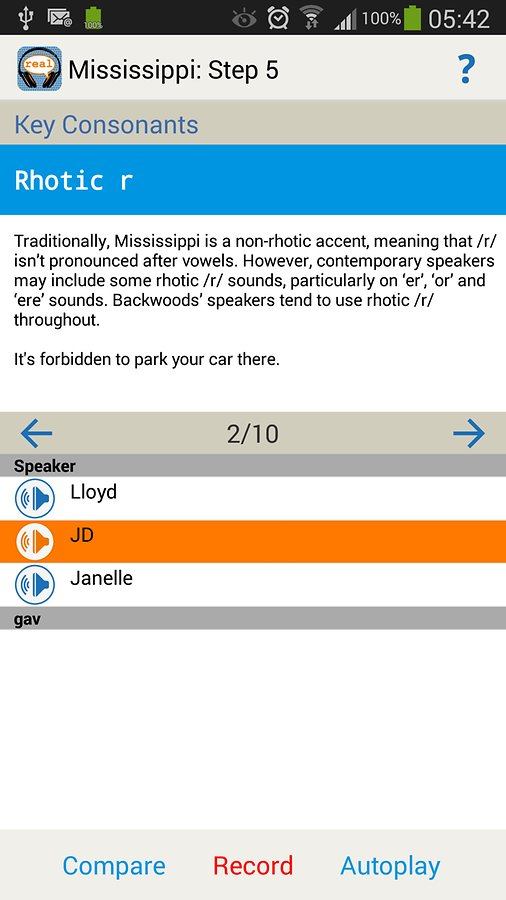 100%
100%
05:42
real
Mississippi: Step 5
?
Key Consonants
Rhotic r
Traditionally, Mississippi is a non-rhotic accent, meaning that /r/
isn't pronounced after vowels. However, contemporary speakers
may include some rhotic /r/ sounds, particularly on ‘er’, ‘or’ and
‘ere’ sounds. Backwoods’ speakers tend to use rhotic /r/
throughout.
It's forbidden to park your car there.
2/10
Speaker
Lloyd
JD
Janelle
gav
Compare Record Autoplay